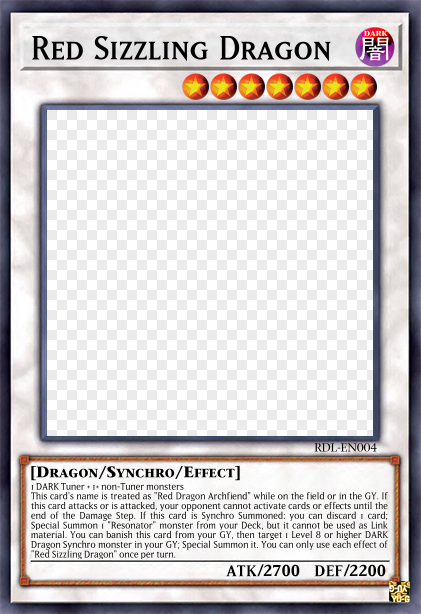 RED SIZZLING DRAGON
DARK
闇
RDL-EN004
[DRAGON/SYNCHRO/EFFECT]
1 DARK Tuner + 1+ non-Tuner monsters
This card's name is treated as "Red Dragon Archfiend" while on the field or in the GY. If
this card attacks or is attacked, your opponent cannot activate cards or effects until the
end of the Damage Step. If this card is Synchro Summoned: you can discard 1 card;
Special Summon 1 "Resonator" monster from your Deck, but it cannot be used as Link
material. You can banish this card from your GY, then target 1 Level 8 or higher DARK
Dragon Synchro monster in your GY; Special Summon it. You can only use each effect of
"Red Sizzling Dragon" once per turn.
ATK/2700 DEF/2200